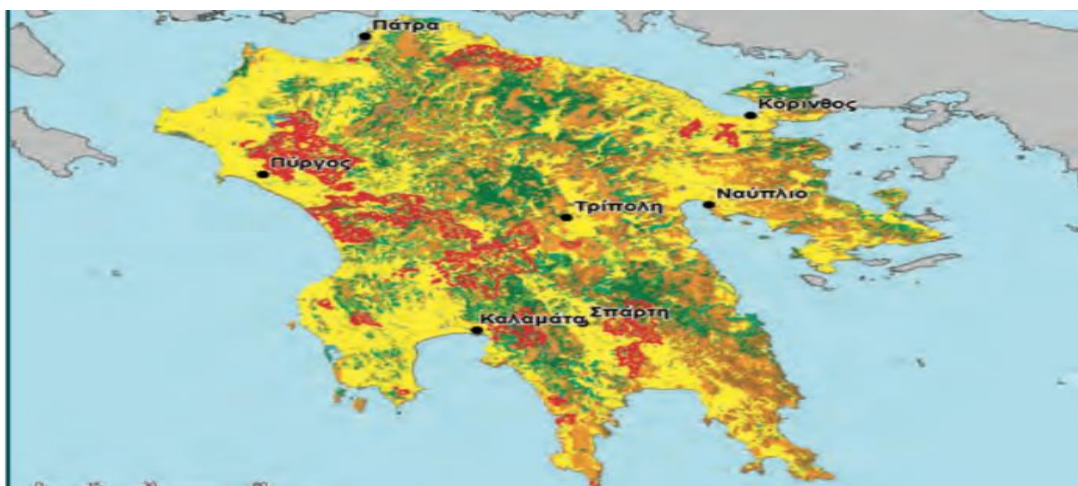 Πάτρα
Κόρινθος
Πύργος
Ναύπλιο
Τρίπολη
Σπάρτη
Καλαμάτα